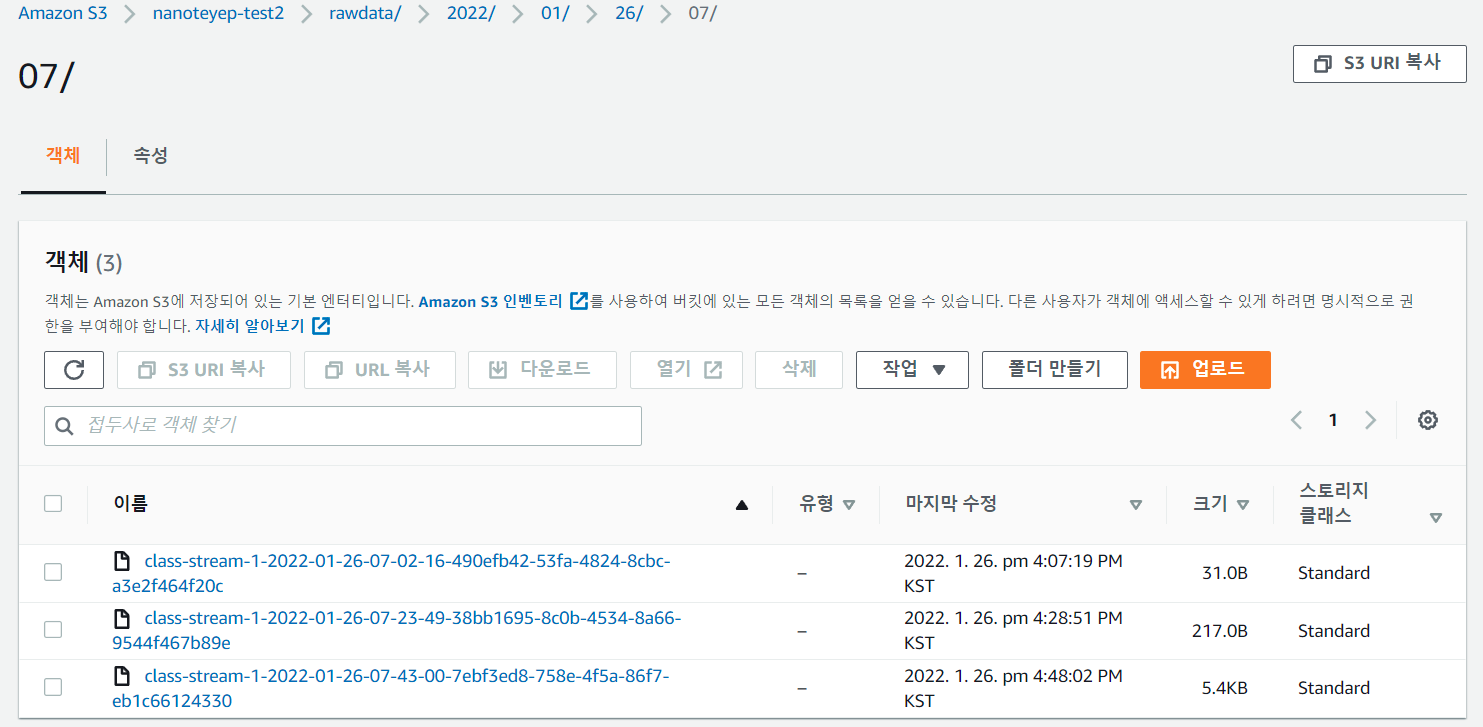 Amazon S3 > nanoteyep-test2 > rawdata/ > 2022/ > 01/ > 26/ > 07/
07/
S3 URI 복사
객체 속성
객체 (3)
객체는 Amazon S3에 저장되어 있는 기본 엔터티입니다. Amazon S3 인벤토리 를 사용하여 버킷에 있는 모든 객체의 목록을 얻을 수 있습니다. 다른 사용자가 객체에 액세스할 수 있게 하려면 명시적으로 권
한을 부여해야 합니다. 자세히 알아보기
S3 URI 복사 URL 복사 다운로드 열기 삭제 작업 폴더 만들기 업로드
접두사로 객체 찾기
1
이름 유형 마지막 수정 크기 스토리지
클래스
class-stream-1-2022-01-26-07-02-16-490efb42-53fa-4824-8cbc- 2022. 1. 26. pm 4:07:19 PM
a3e2f464f20c – KST 31.0B Standard
class-stream-1-2022-01-26-07-23-49-38bb1695-8c0b-4534-8a66- 2022. 1. 26. pm 4:28:51 PM
9544f467b89e – KST 217.0B Standard
class-stream-1-2022-01-26-07-43-00-7ebf3ed8-758e-4f5a-86f7- 2022. 1. 26. pm 4:48:02 PM
eb1c66124330 – KST 5.4KB Standard